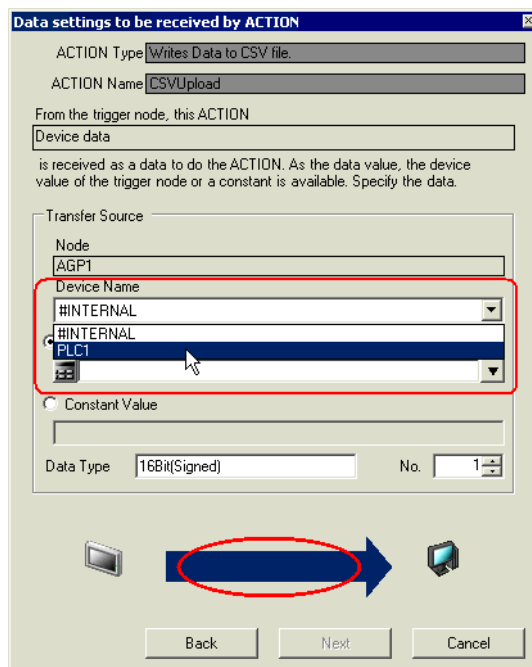 Data settings to be received by ACTION
ACTION Type Writes Data to CSV file.
ACTION Name CSVUpload
From the trigger node, this ACTION
Device data
is received as a data to do the ACTION. As the data value, the device
value of the trigger node or a constant is available. Specify the data.
Transfer Source
Node
AGP1
Device Name
#INTERNAL
#INTERNAL
PLC1
Constant Value
Data Type 16Bit(Signed) No. 1
Back Next Cancel